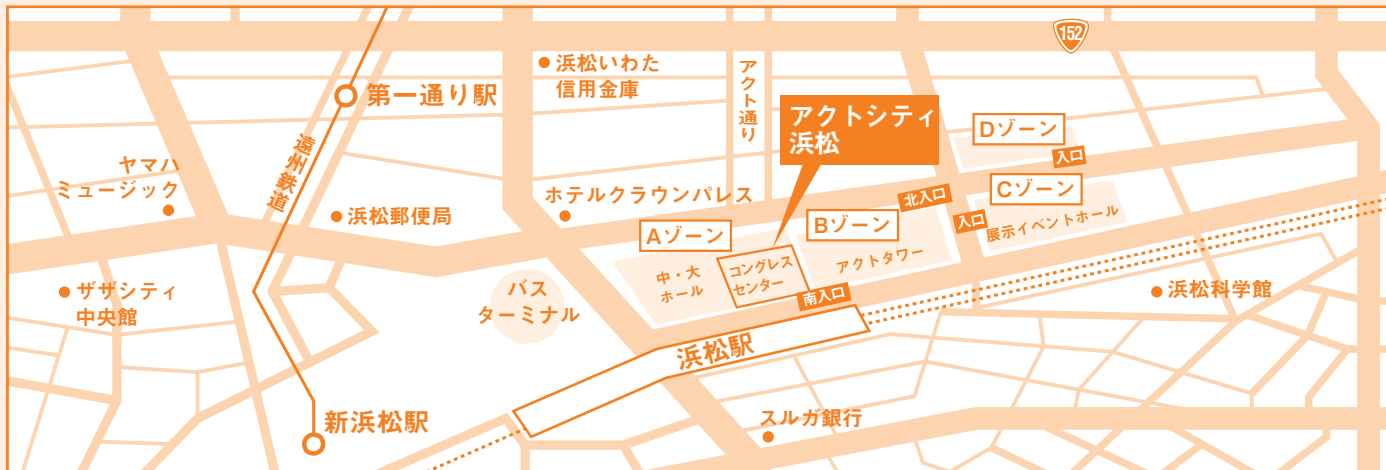 152
浜松いわた
信用金庫
アクト通り
第一通り駅
アクトシティ
浜松
Dゾーン
入口
遠州鉄道
ヤマハ
ミュージック
浜松郵便局
ホテルクラウンパレス
北入口
Cゾーン
入口
展示イベントホール
Aゾーン
Bゾーン
中・大
ホール
コングレス
センター
アクトタワー
南入口
ザザシティ
中央館
バス
ターミナル
浜松科学館
浜松駅
新浜松駅
スルガ銀行